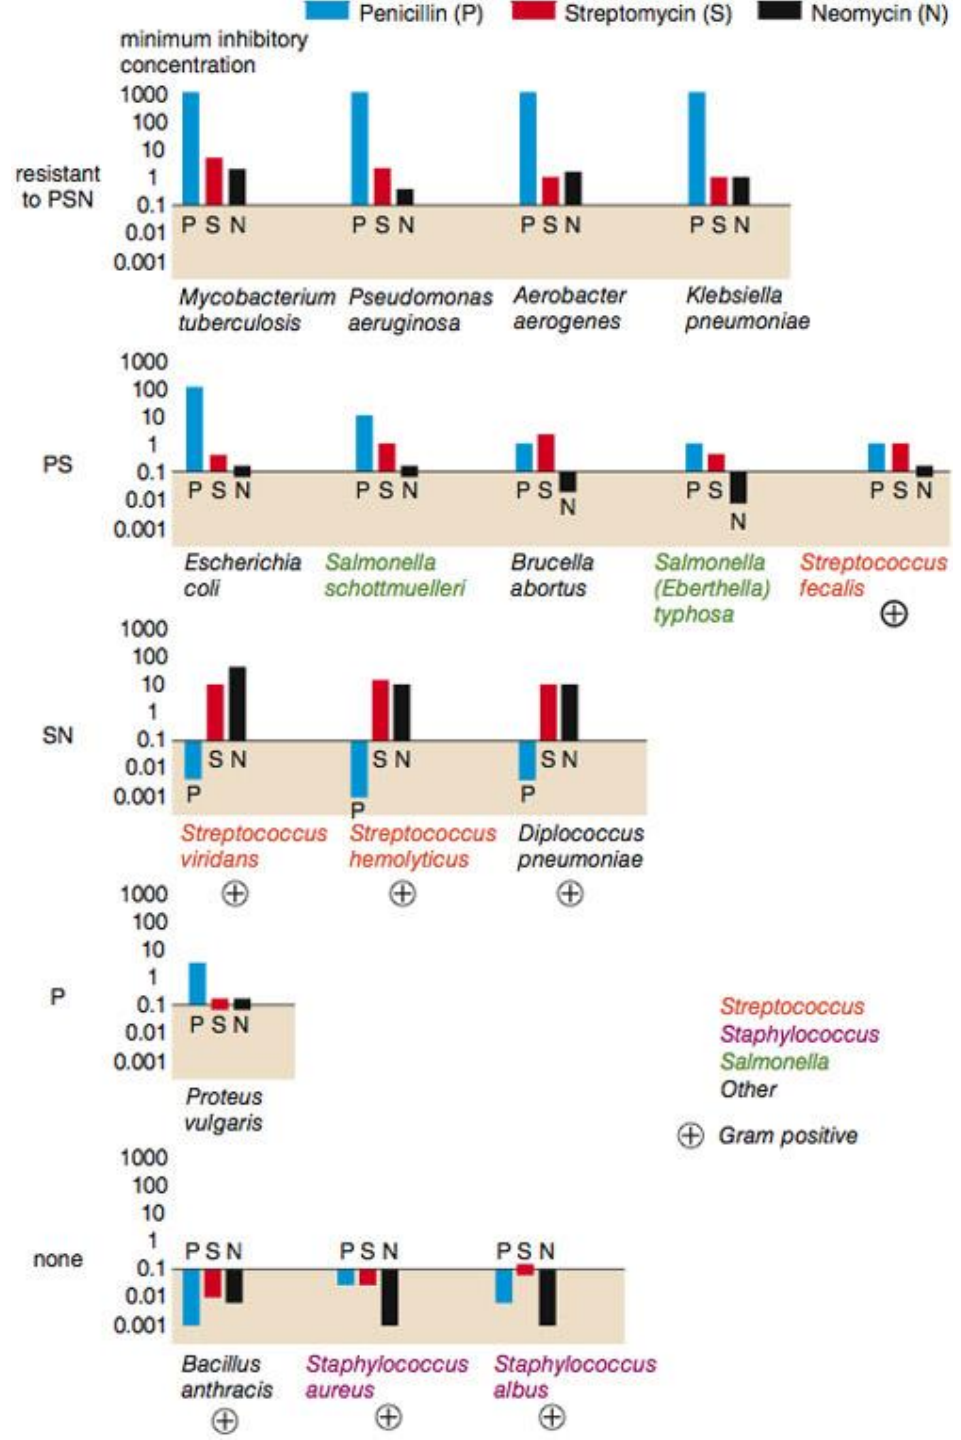 Penicillin (P) Streptomycin (S) Neomycin (N)
minimum inhibitory
concentration
1000
100
10
1
0.1
0.01
0.001
resistant
to PSN
P S N P S N P S N P S N
Mycobacterium Pseudomonas Aerobacter Klebsiella
tuberculosis aeruginosa aerogenes pneumoniae
1000
100
10
1
0.1
0.01
0.001
PS
P S N P S N P S N P S N P S N
Escherichia Salmonella Brucella Salmonella Streptococcus
coli schottmuelleri abortus (Eberthella) fecalis
typhosa
1000
100
10
1
0.1
0.01
0.001
SN
S N S N S N
P P P
Streptococcus Streptococcus Diplococcus
viridans hemolyticus pneumoniae
1000
100
10
1
0.1
0.01
0.001
P
P S N
Proteus
vulgaris
Streptococcus
Staphylococcus
Salmonella
Other
Gram positive
1000
100
10
1
0.1
0.01
0.001
none
P S N P S N P S N
Bacillus Staphylococcus Staphylococcus
anthracis aureus albus